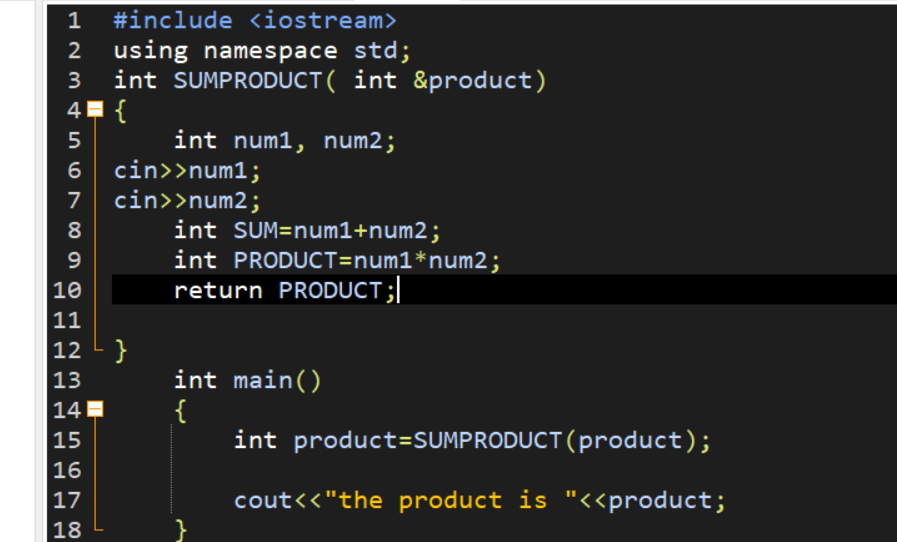 1 #include <iostream>
2 using namespace std;
3 int SUMPRODUCT( int &product)
4 {
5 int num1, num2;
6 cin>>num1;
7 cin>>num2;
8 int SUM=num1+num2;
9 int PRODUCT=num1*num2;
10 return PRODUCT;
11
12 }
13 int main()
14 {
15 int product=SUMPRODUCT(product);
16
17 cout<<"the product is "<<product;
18 }